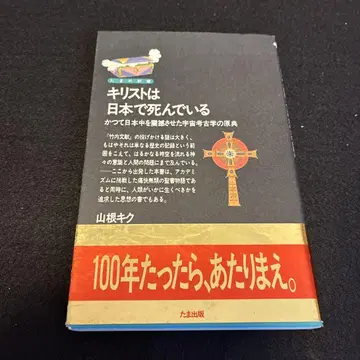 たまの新書
キリストは
日本で死んでいる
かつて日本中を震撼させた宇宙考古学の原典
「竹内文献」の投げかける謎は大きく、
もはやそれは単なる歴史の記録という範
囲をこえて、はるかなる時空を流れる神
々の意識と人間の問題にまで及んでいる。
――ここから出発した本書は、アカデミ
ズムに挑戦した痛快無類の聖書物語であ
ると同時に、人類がいかに生くべきかを
追求した思想の書でもある。
山根キク
100年たったら、あたりまえ。
たま出版